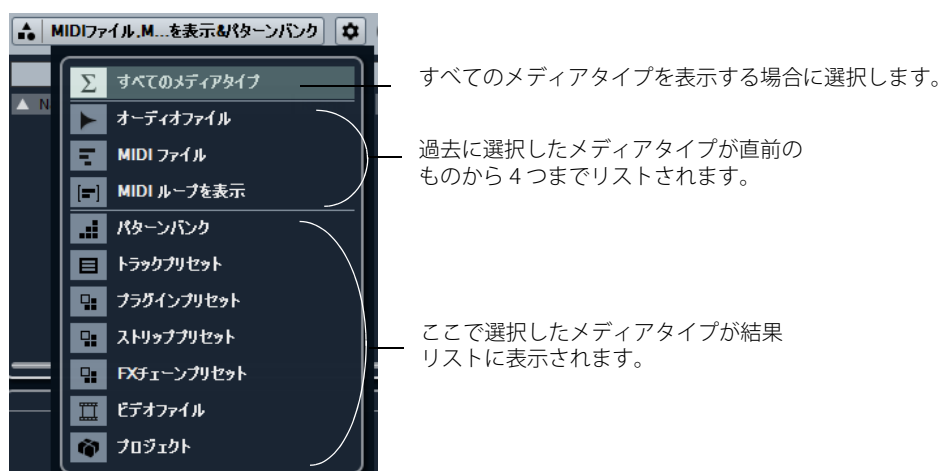 MIDIファイル,M...を表示&パターンバンク
すべてのメディアタイプ
すべてのメディアタイプを表示する場合に選択します。
N
オーディオファイル
MIDI ファイル
MIDI ループを表示
過去に選択したメディアタイプが直前の
ものから 4 つまでリストされます。
パターンバンク
トラックプリセット
プラグインプリセット
ストリッププリセット
FXチェーンプリセット
ビデオファイル
プロジェクト
ここで選択したメディアタイプが結果
リストに表示されます。